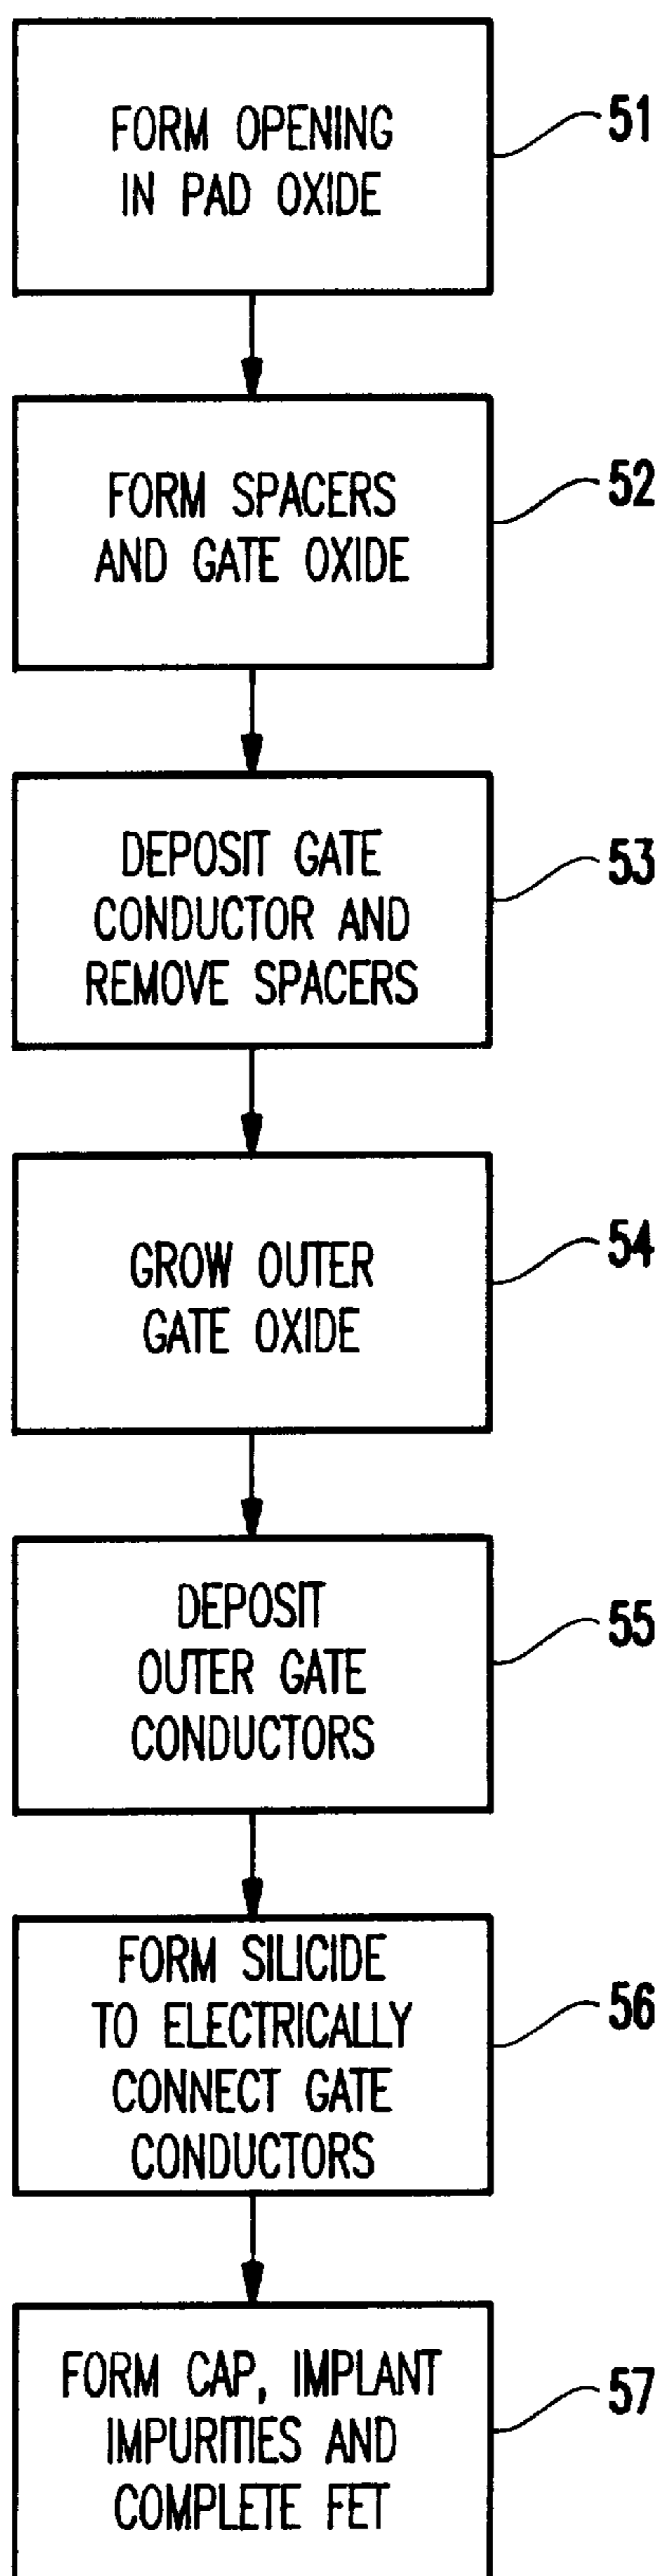 FORM OPENING
IN PAD OXIDE
51
FORM SPACERS
AND GATE OXIDE
52
DEPOSIT GATE
CONDUCTOR AND
REMOVE SPACERS
53
GROW OUTER
GATE OXIDE
54
DEPOSIT
OUTER GATE
CONDUCTORS
55
FORM SILICIDE
TO ELECTRICALLY
CONNECT GATE
CONDUCTORS
56
FORM CAP, IMPLANT
IMPURITIES AND
COMPLETE FET
57